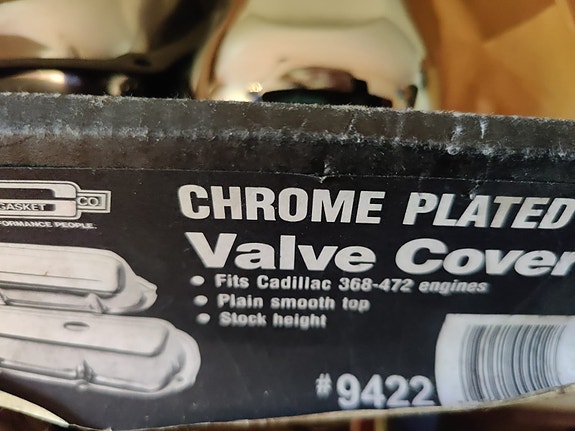 GASKET CO.
FORMANCE PEOPLE.
CHROME PLATED
Valve Cover
• Fits Cadillac 368-472 engines
• Plain smooth top
• Stock height
#9422